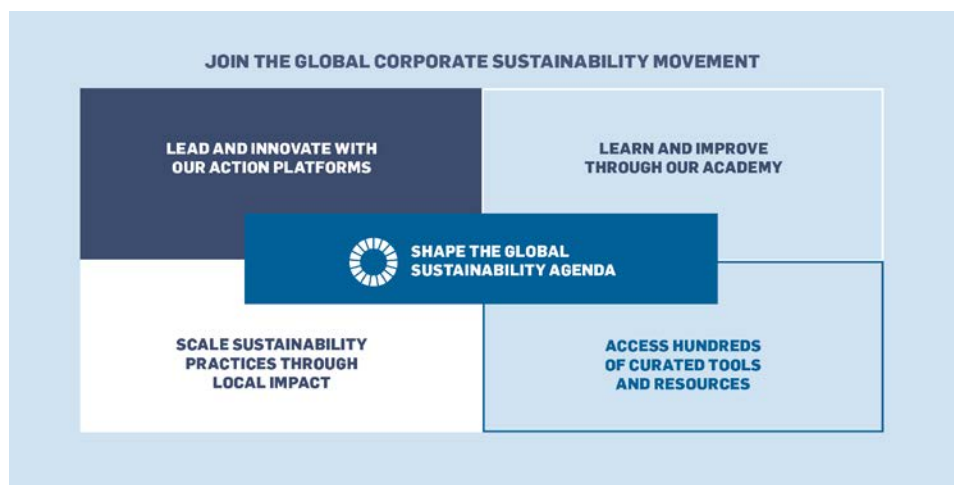 JOIN THE GLOBAL CORPORATE SUSTAINABILITY MOVEMENT
LEAD AND INNOVATE WITH
OUR ACTION PLATFORMS
LEARN AND IMPROVE
THROUGH OUR ACADEMY
SHAPE THE GLOBAL
SUSTAINABILITY AGENDA
SCALE SUSTAINABILITY
PRACTICES THROUGH
LOCAL IMPACT
ACCESS HUNDREDS
OF CURATED TOOLS
AND RESOURCES